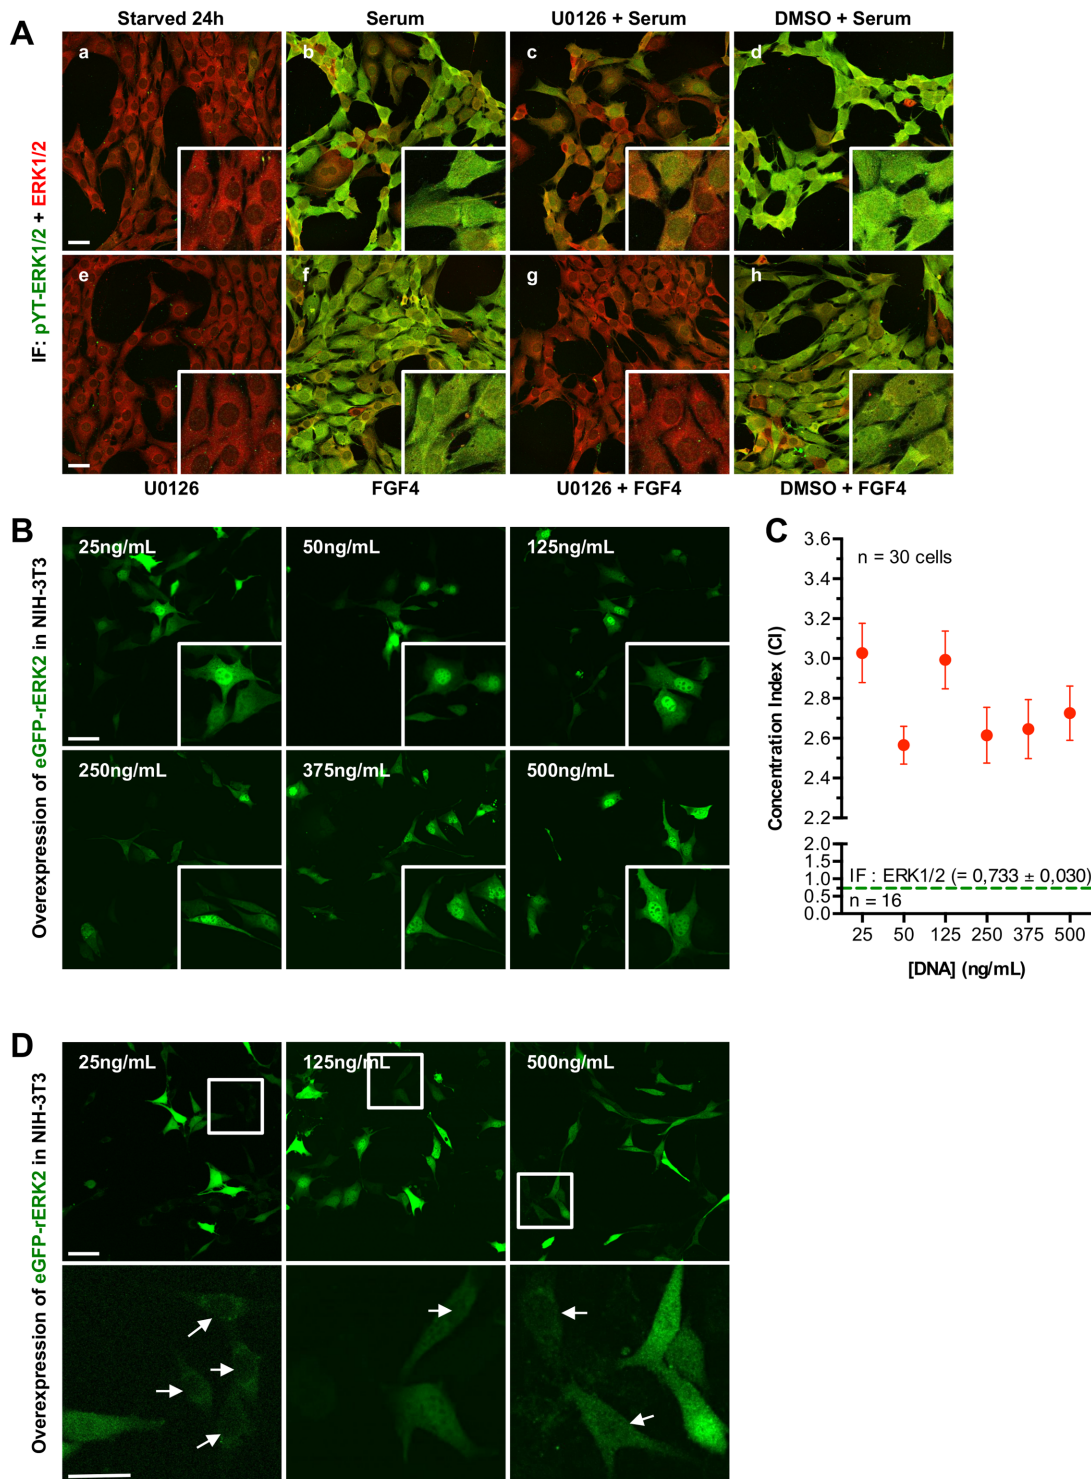 A
Starved 24h
Serum
U0126 + Serum
DMSO + Serum
IF: pYT-ERK1/2 + ERK1/2
a
b
c
d
e
f
g
h
U0126
FGF4
U0126 + FGF4
DMSO + FGF4
B
Overexpression of eGFP-rERK2 in NIH-3T3
25ng/mL
50ng/mL
125ng/mL
250ng/mL
375ng/mL
500ng/mL
C
Concentration Index (CI)
3.6
3.4
3.2
3.0
2.8
2.6
2.4
2.2
2.0
1.5
1.0
0.5
0.0
n = 30 cells
IF : ERK1/2 (= 0,733 ± 0,030)
n = 16
25 50 125 250 375 500
[DNA] (ng/mL)
D
Overexpression of eGFP-rERK2 in NIH-3T3
25ng/mL
125ng/mL
500ng/mL